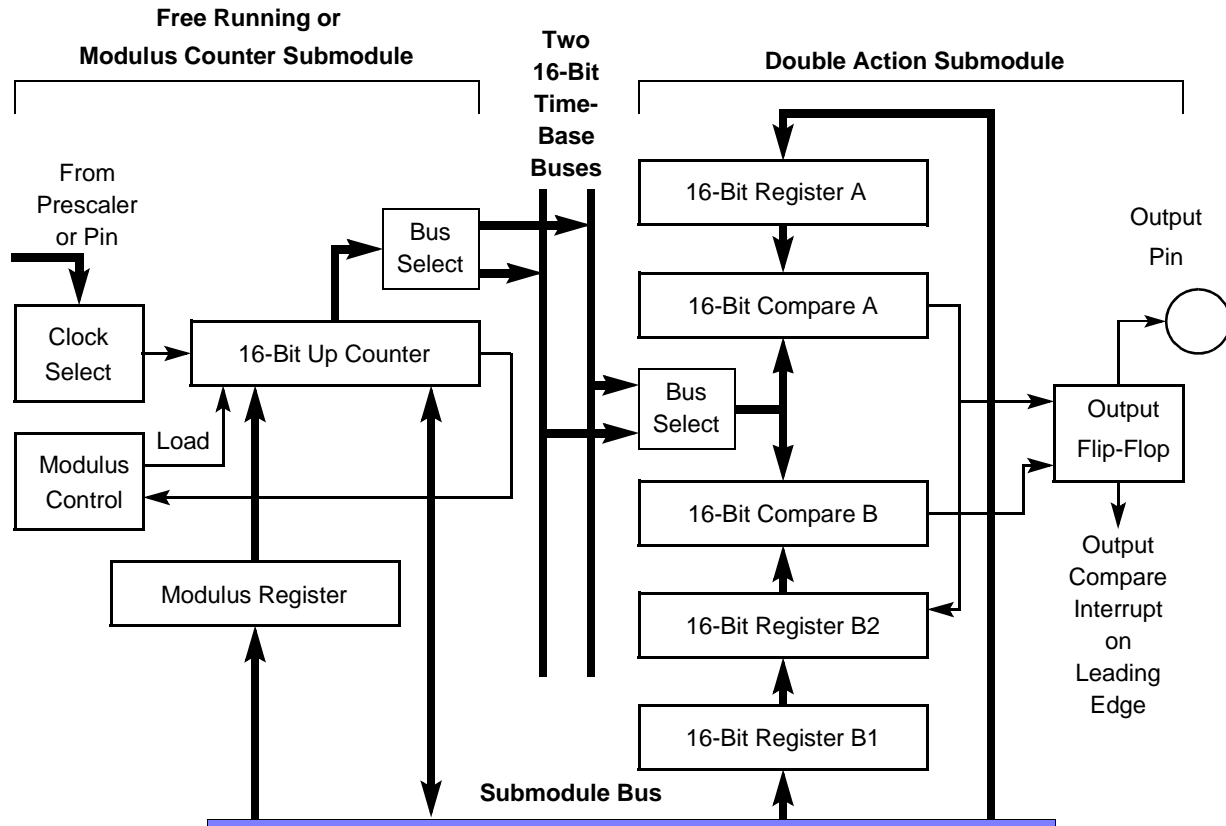 Free Running or
Modulus Counter Submodule
Two
16-Bit
Time-
Base
Buses
Double Action Submodule
From
Prescaler
or Pin
Bus
Select
16-Bit Register A
Output
Pin
Clock
Select
16-Bit Up Counter
16-Bit Compare A
Bus
Select
Output
Flip-Flop
Load
Modulus
Control
16-Bit Compare B
Output
Compare
Interrupt
on
Leading
Edge
Modulus Register
16-Bit Register B2
16-Bit Register B1
Submodule Bus